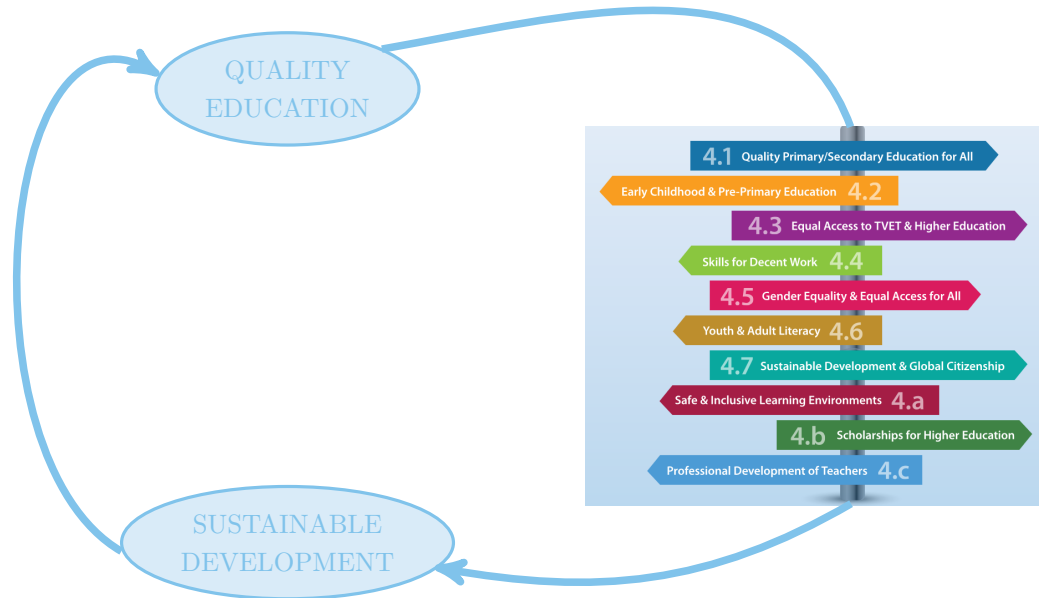 QUALITY
EDUCATION
4.1 Quality Primary/Secondary Education for All
Early Childhood & Pre-Primary Education 4.2
4.3 Equal Access to TVET & Higher Education
Skills for Decent Work 4.4
4.5 Gender Equality & Equal Access for All
Youth & Adult Literacy 4.6
4.7 Sustainable Development & Global Citizenship
Safe & Inclusive Learning Environments 4.a
4.b Scholarships for Higher Education
Professional Development of Teachers 4.c
SUSTAINABLE
DEVELOPMENT